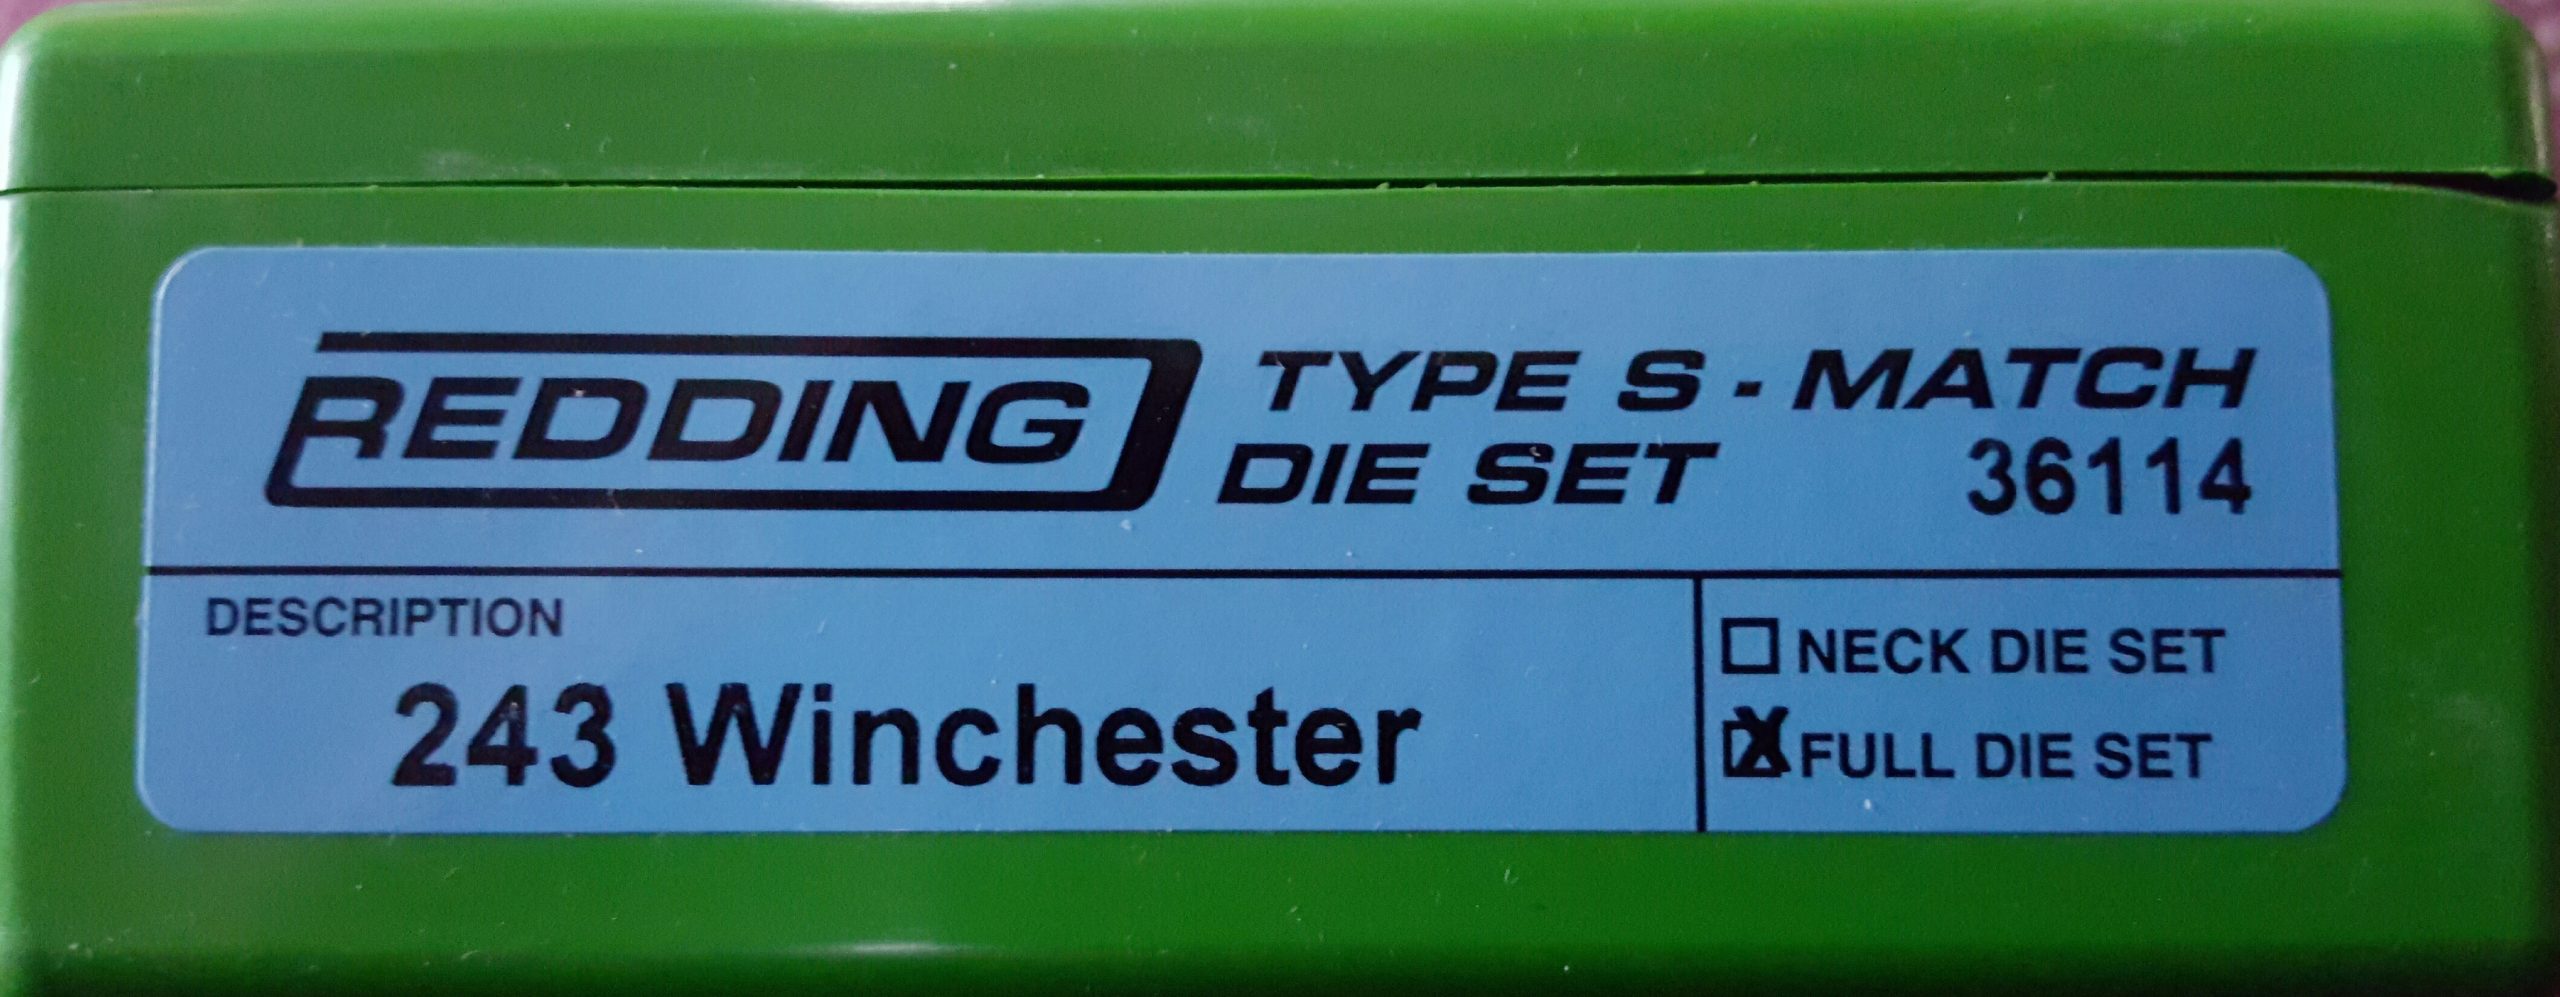 REDDING TYPE S - MATCH
DIE SET 36114
DESCRIPTION
243 Winchester
NECK DIE SET
X FULL DIE SET